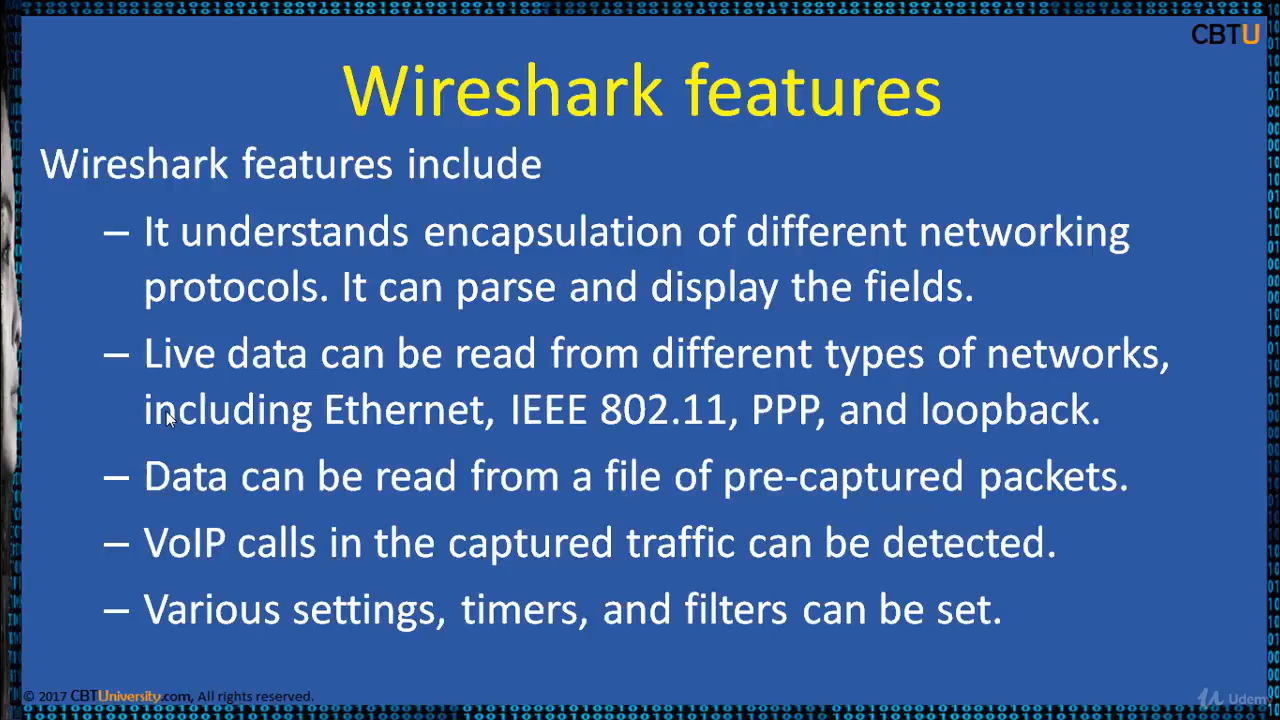 CBTU
Wireshark features
Wireshark features include
– It understands encapsulation of different networking
protocols. It can parse and display the fields.
– Live data can be read from different types of networks,
including Ethernet, IEEE 802.11, PPP, and loopback.
– Data can be read from a file of pre-captured packets.
– VoIP calls in the captured traffic can be detected.
– Various settings, timers, and filters can be set.
© 2017 CBTUniversity.com, All rights reserved.
Udemy